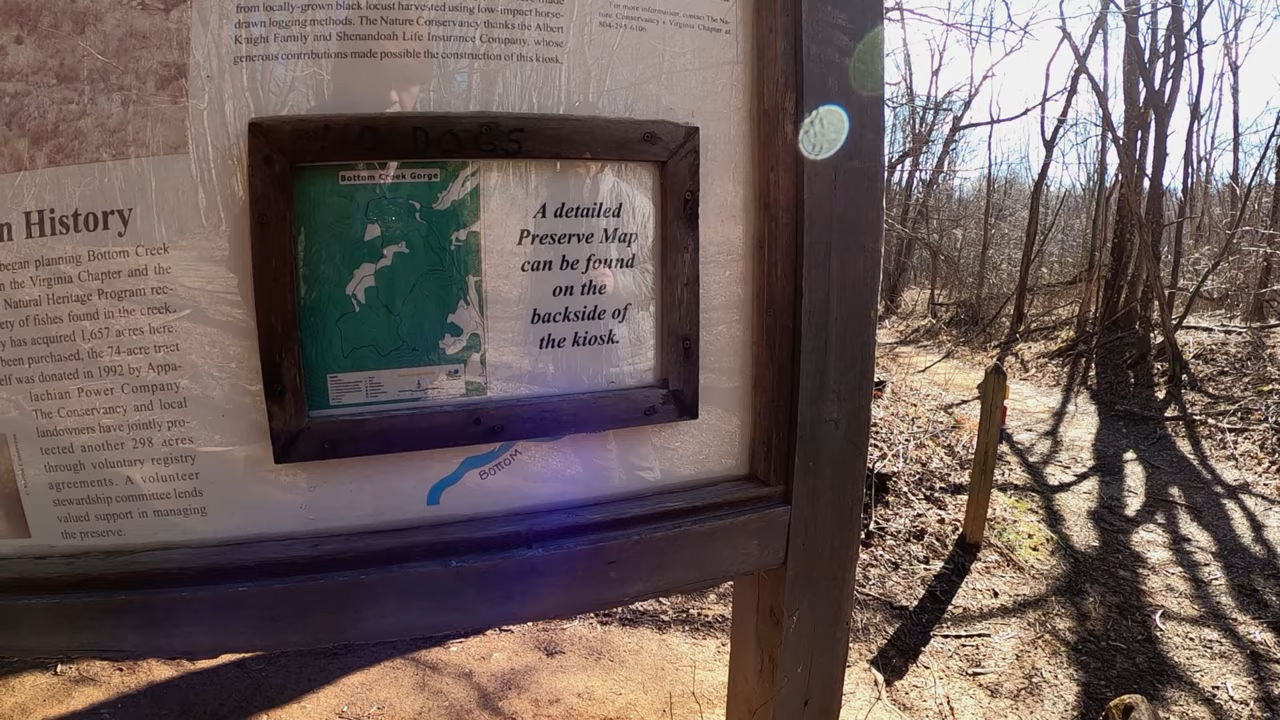 from locally-grown black locust harvested using low-impact horse-
drawn logging methods. The Nature Conservancy thanks the Albert
Knight Family and Shenandoah Life Insurance Company, whose
generous contributions made possible the construction of this kiosk.
For more information, contact The Na-
ture Conservancy's Virginia Chapter at
804-295-6106.
DOGS
Bottom Creek Gorge
A detailed
Preserve Map
can be found
on the
backside of
the kiosk.
n History
began planning Bottom Creek
n the Virginia Chapter and the
Natural Heritage Program rec-
ety of fishes found in the creek.
y has acquired 1,657 acres here.
been purchased, the 74-acre tract
elf was donated in 1992 by Appa-
lachian Power Company.
The Conservancy and local
landowners have jointly pro-
tected another 298 acres
through voluntary registry
agreements. A volunteer
stewardship committee lends
valued support in managing
the preserve.
BOTTOM